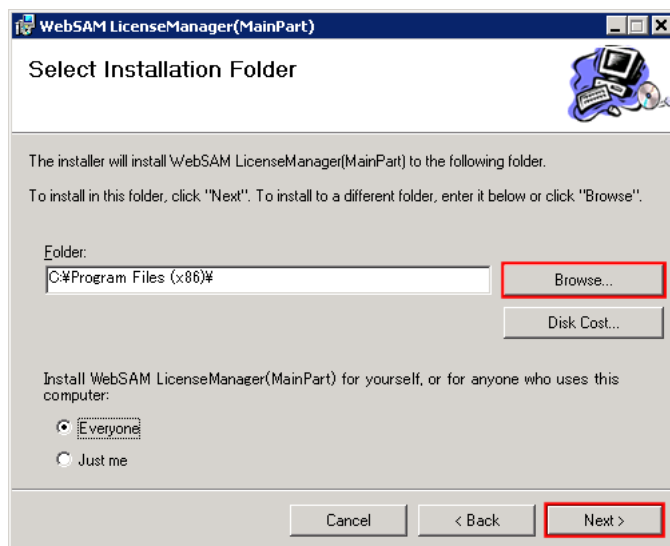 WebSAM LicenseManager(MainPart)
Select Installation Folder
The installer will install WebSAM LicenseManager(MainPart) to the following folder.
To install in this folder, click "Next". To install to a different folder, enter it below or click "Browse".
Folder:
C:¥Program Files (x86)¥
Browse...
Disk Cost...
Install WebSAM LicenseManager(MainPart) for yourself, or for anyone who uses this
computer:
Everyone
Just me
Cancel
< Back
Next >